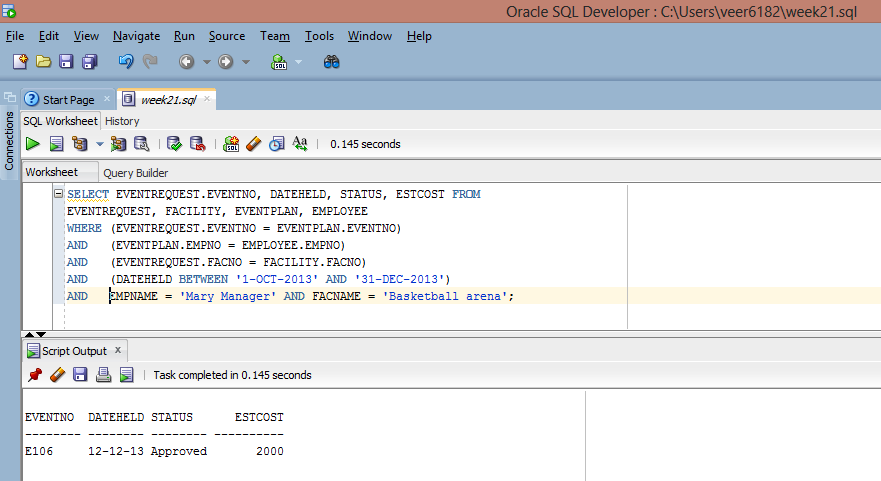 Oracle SQL Developer : C:\Users\veer6182\week21.sql
File Edit View Navigate Run Source Team Tools Window Help
SQL
Start Page × week21.sql ×
Connections
SQL Worksheet History
SQL Aa 0.145 seconds
Worksheet Query Builder
SELECT EVENTREQUEST.EVENTNO, DATEHELD, STATUS, ESTCOST FROM
EVENTREQUEST, FACILITY, EVENTPLAN, EMPLOYEE
WHERE (EVENTREQUEST.EVENTNO = EVENTPLAN.EVENTNO)
AND (EVENTPLAN.EMPNO = EMPLOYEE.EMPNO)
AND (EVENTREQUEST.FACNO = FACILITY.FACNO)
AND (DATEHELD BETWEEN '1-OCT-2013' AND '31-DEC-2013')
AND EMPNAME = 'Mary Manager' AND FACNAME = 'Basketball arena';
Script Output ×
Task completed in 0.145 seconds
EVENTNO DATEHELD STATUS ESTCOST
-------- -------- -------- ----------
E106 12-12-13 Approved 2000